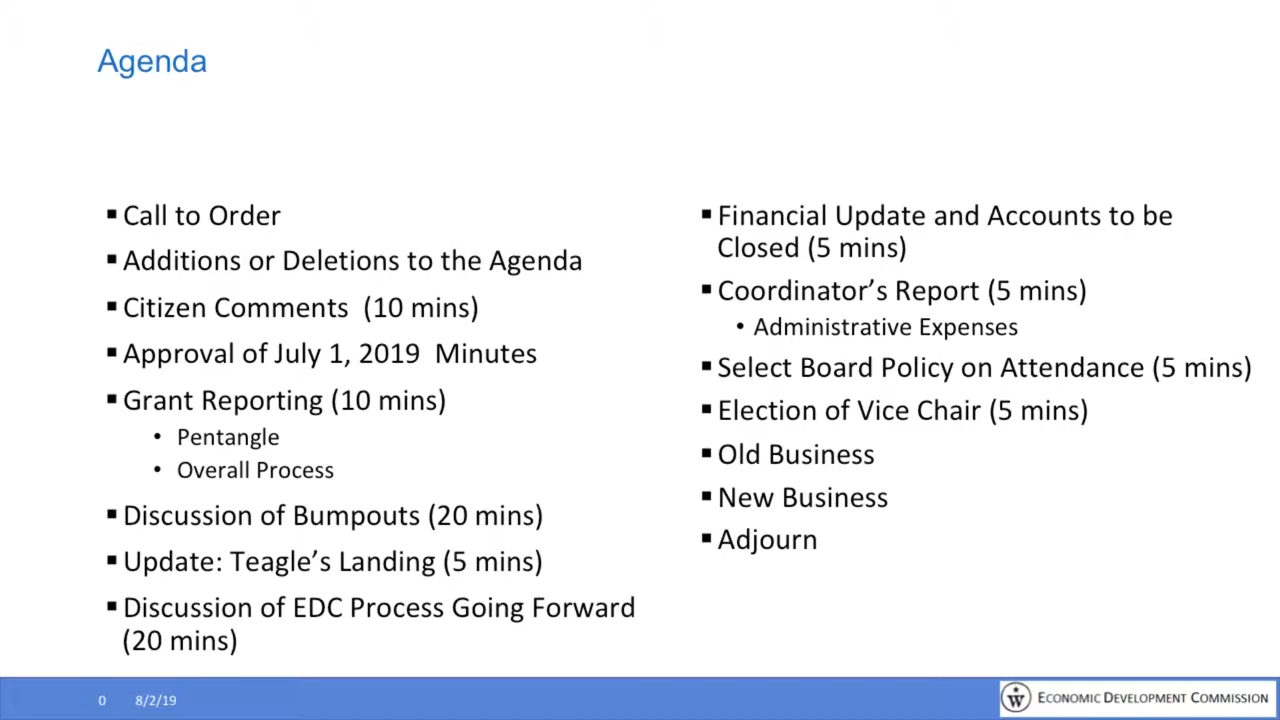 Agenda
▪Call to Order
▪Additions or Deletions to the Agenda
▪Citizen Comments (10 mins)
▪Approval of July 1, 2019 Minutes
▪Grant Reporting (10 mins)
• Pentangle
• Overall Process
▪Discussion of Bumpouts (20 mins)
▪Update: Teagle’s Landing (5 mins)
▪Discussion of EDC Process Going Forward
(20 mins)
▪Financial Update and Accounts to be
Closed (5 mins)
▪Coordinator’s Report (5 mins)
• Administrative Expenses
▪Select Board Policy on Attendance (5 mins)
▪Election of Vice Chair (5 mins)
▪Old Business
▪New Business
▪Adjourn
0 8/2/19
W ECONOMIC DEVELOPMENT COMMISSION